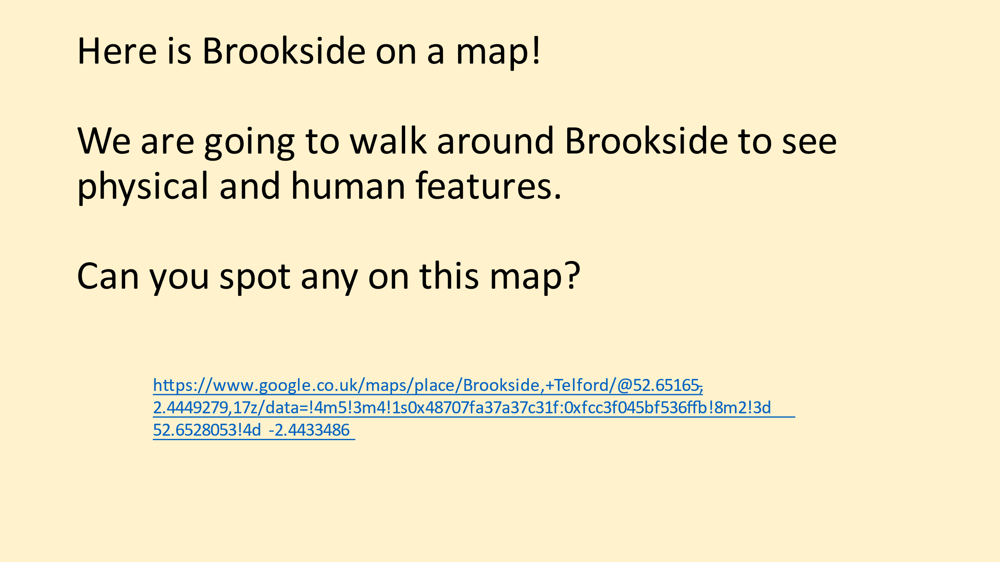 Here is Brookside on a map!
We are going to walk around Brookside to see
physical and human features.
Can you spot any on this map?
https://www.google.co.uk/maps/place/Brookside,+Telford/@52.65165,-
2.4449279,17z/data=!4m5!3m4!1s0x48707fa37a37c31f:0xfcc3f045bf536ffb!8m2!3d
52.6528053!4d -2.4433486